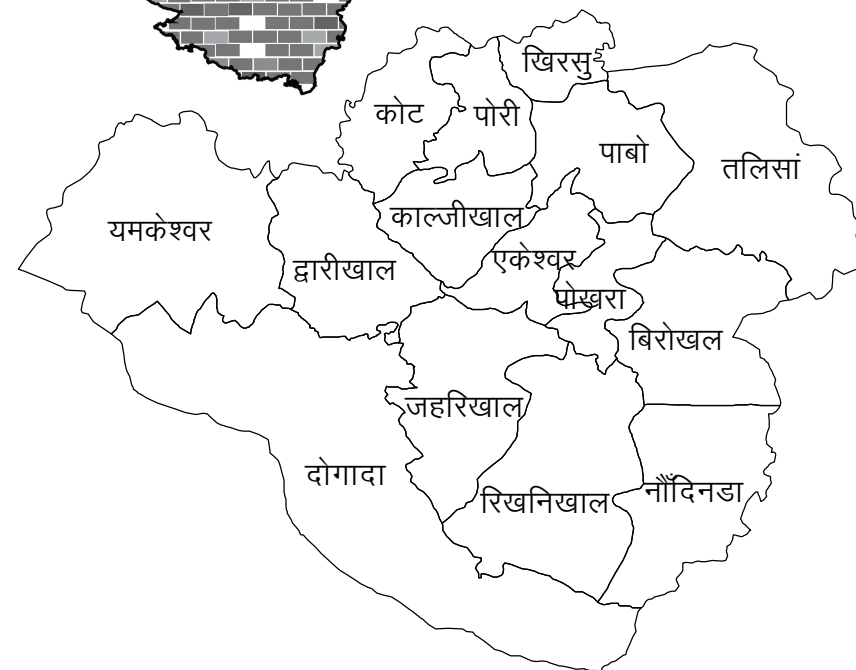 खिरसु
कोट
पोरी
पाबो
तलिसां
यमकेश्वर
काल्जीखाल
द्वारीखाल
एकेश्वर
पोखरा
बिरोखल
जहरिखाल
दोगादा
रिखनिखाल
नौँदिनडा